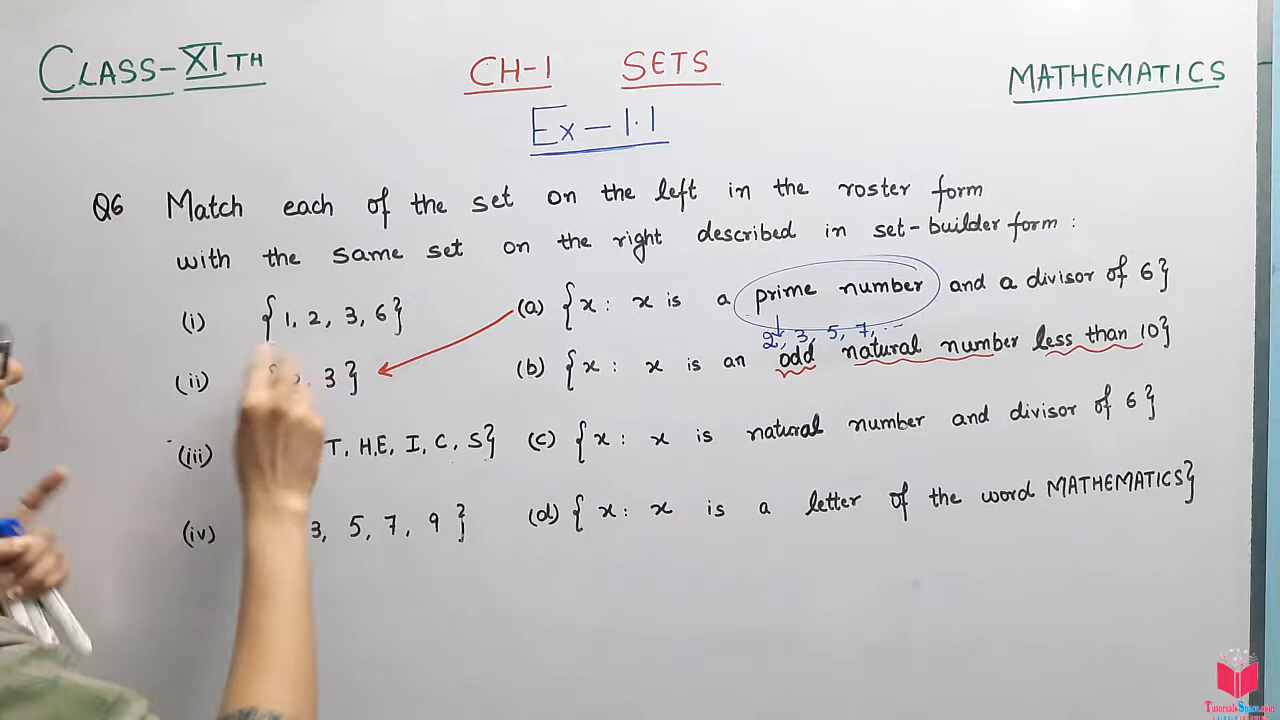 CLASS-XITH CH-1 SETS MATHEMATICS
Ex-1.1
Q6 Match each of the set on the left in the roster form
with the same set on the right described in set-builder form:
(i) {1, 2, 3, 6} (a) {x: x is a prime number and a divisor of 6}
2, 3, 5, 7, ...
(ii) , 3} (b) {x: x is an odd natural number less than 10}
(iii) T, H,E, I, C, S} (c) {x: x is natural number and divisor of 6}
(iv) 3, 5, 7, 9} (d) {x: x is a letter of the word MATHEMATICS}
TutorialsSpace.com